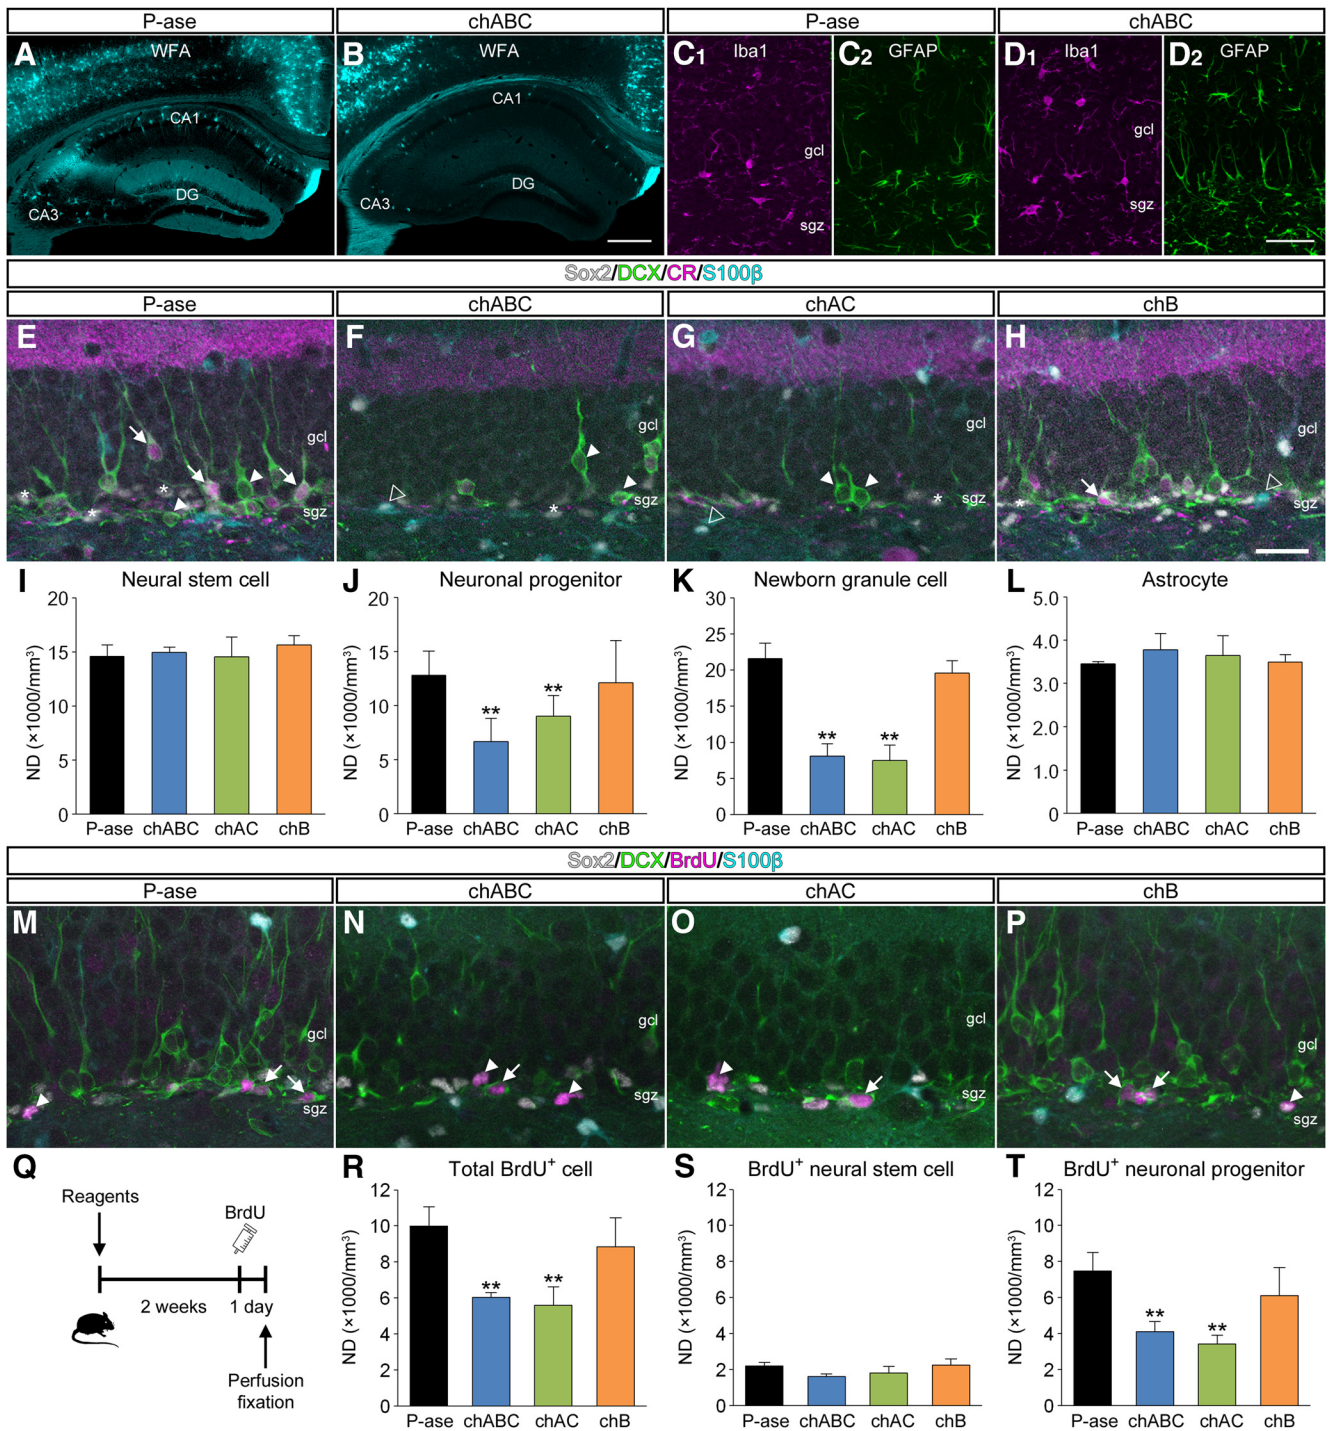 P-ase
chABC
P-ase
chABC
A
WFA
CA1
DG
CA3
B
WFA
CA1
DG
CA3
C1
Iba1
gcl
sgz
C2
GFAP
D1
Iba1
gcl
sgz
D2
GFAP
Sox2/DCX/CR/S100β
P-ase
chABC
chAC
chB
E
gcl
sgz
*
*
*
F
gcl
sgz
*
G
gcl
sgz
*
H
gcl
sgz
*
*
I
Neural stem cell
ND (×1000/mm³)
20
15
10
5
0
P-ase chABC chAC chB
J
Neuronal progenitor
ND (×1000/mm³)
20
15
10
5
0
**
**
P-ase chABC chAC chB
K
Newborn granule cell
ND (×1000/mm³)
30
25
20
15
10
5
0
** **
P-ase chABC chAC chB
L
Astrocyte
ND (×1000/mm³)
5.0
4.0
3.0
2.0
1.0
0
P-ase chABC chAC chB
Sox2/DCX/BrdU/S100β
P-ase
chABC
chAC
chB
M
gcl
sgz
N
gcl
sgz
O
gcl
sgz
P
gcl
sgz
Q
Reagents
BrdU
2 weeks
1 day
Perfusion
fixation
R
Total BrdU⁺ cell
ND (×1000/mm³)
12
10
8
6
4
2
0
** **
P-ase chABC chAC chB
S
BrdU⁺ neural stem cell
ND (×1000/mm³)
12
10
8
6
4
2
0
P-ase chABC chAC chB
T
BrdU⁺ neuronal progenitor
ND (×1000/mm³)
12
10
8
6
4
2
0
**
**
P-ase chABC chAC chB